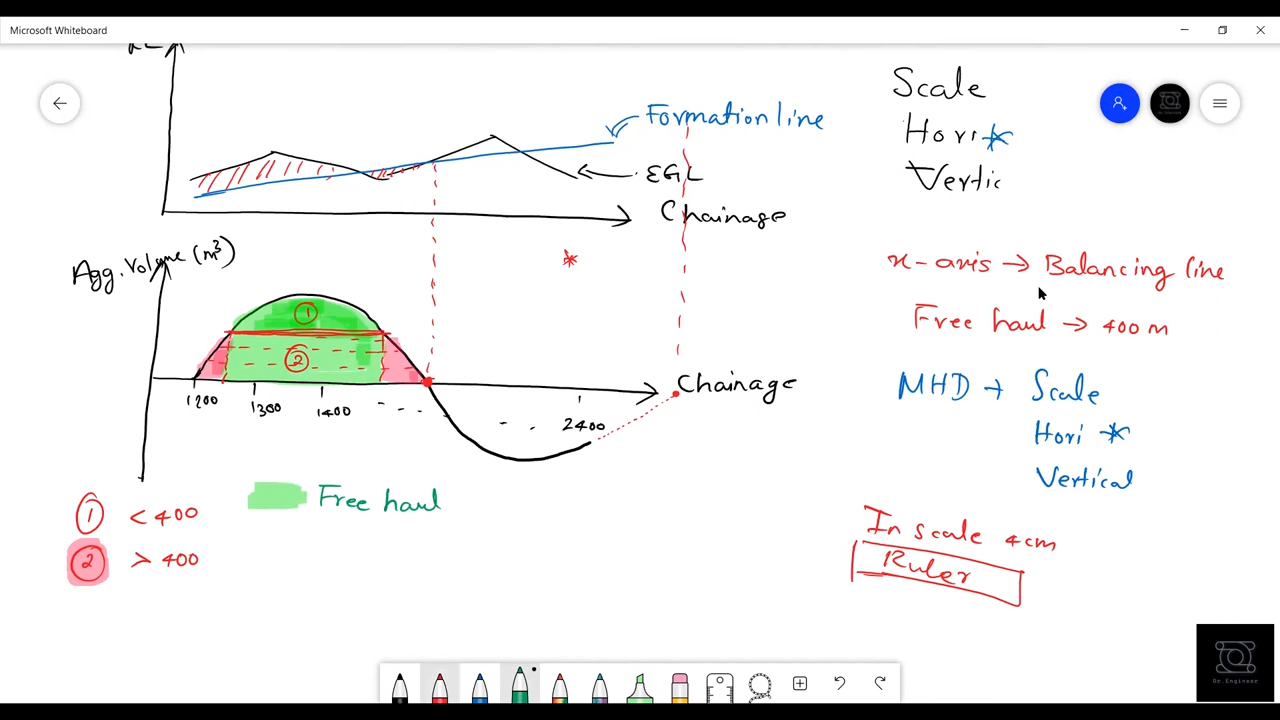 Microsoft Whiteboard
Scale
Hori*
Vertic
Formation line
EGL
Chainage
Agg. Volume (m³)
x-axis → Balancing line
Free haul → 400 m
MHD → Scale
Hori *
Vertical
In scale 4cm
Ruler
*
1
2
Chainage
1200
1300
1400
2400
Free haul
1 < 400
2 > 400
Dr.Engineer